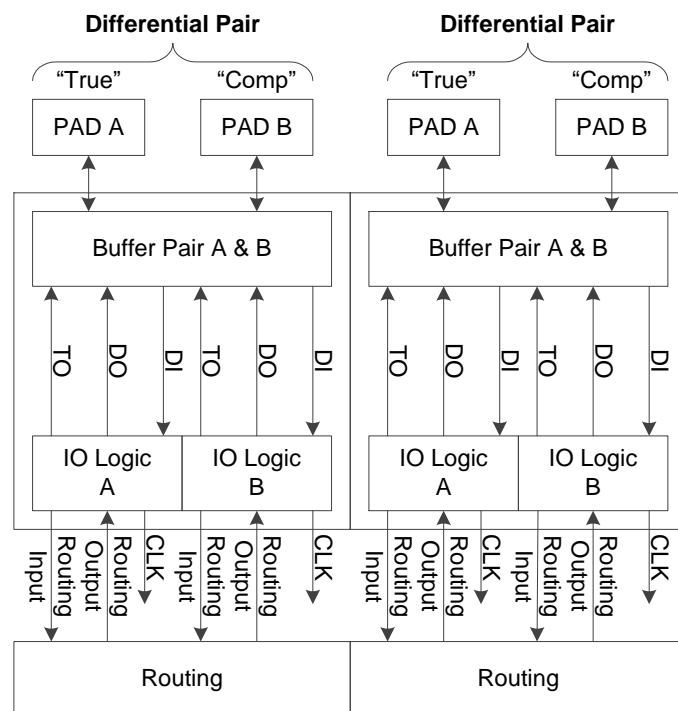 Differential Pair Differential Pair
“True” “Comp” “True” “Comp”
PAD A PAD B PAD A PAD B
Buffer Pair A & B Buffer Pair A & B
TO DO DI TO DO DI TO DO DI TO DO DI
IO Logic A IO Logic B IO Logic A IO Logic B
Routing Input Routing Output CLK Routing Input Routing Output CLK Routing Input Routing Output CLK Routing Input Routing Output CLK
Routing Routing